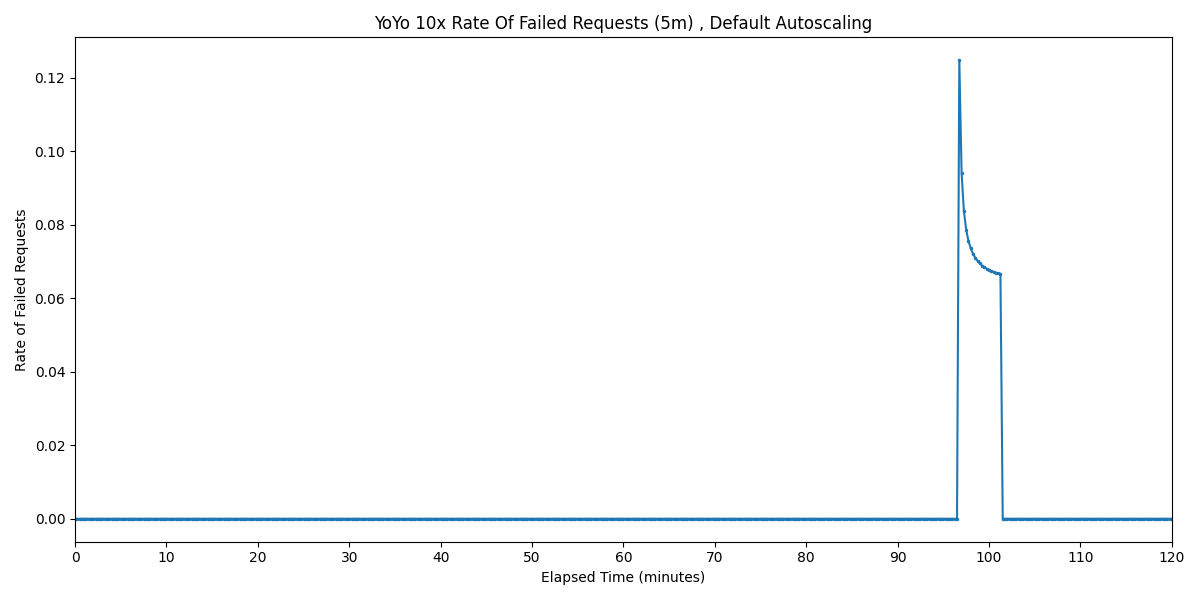 YoYo 10x Rate Of Failed Requests (5m) , Default Autoscaling
0.12
0.10
0.08
0.06
0.04
0.02
0.00
Rate of Failed Requests
0 10 20 30 40 50 60 70 80 90 100 110 120
Elapsed Time (minutes)